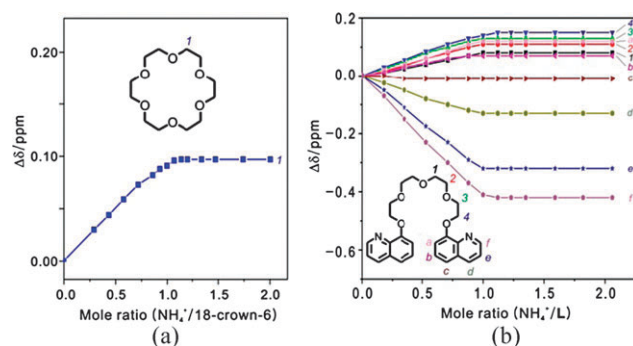 (a)
0.20
0.10
0.00
Δδ/ppm
0.0
0.5
1.0
1.5
2.0
Mole ratio (NH₄⁺/18-crown-6)
1
O
O
O
O
O
O
1
(a)
(b)
0.2
0.0
-0.2
-0.4
-0.6
Δδ/ppm
0.0
0.5
1.0
1.5
2.0
Mole ratio (NH₄⁺/L)
4
3
a
2
1
b
c
d
e
f
1
2
3
4
O
O
O
O
O
N
N
a
b
c
d
e
f
(b)